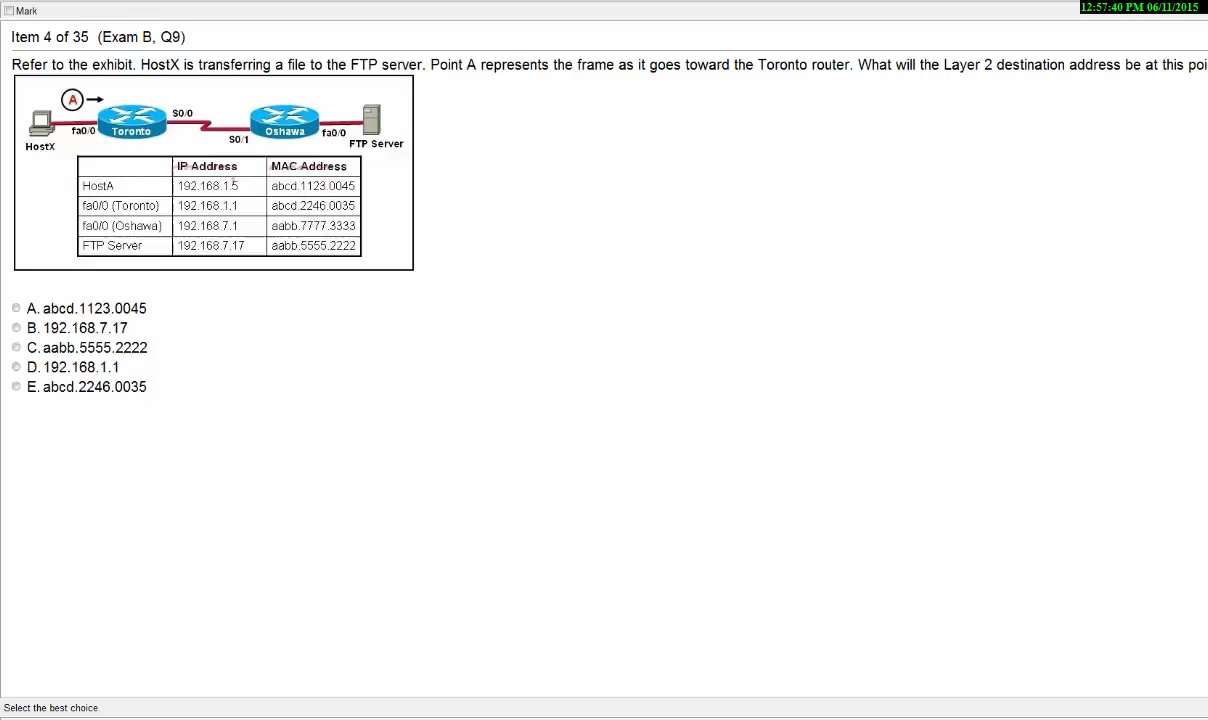 12:57:40 PM 06/11/2015
Mark
Item 4 of 35 (Exam B, Q9)
Refer to the exhibit. HostX is transferring a file to the FTP server. Point A represents the frame as it goes toward the Toronto router. What will the Layer 2 destination address be at this poi
A
S0/0
Toronto
Oshawa
fa0/0
S0/1
fa0/0
HostX
FTP Server
IP Address MAC Address
HostA 192.168.1.5 abcd.1123.0045
fa0/0 (Toronto) 192.168.1.1 abcd.2246.0035
fa0/0 (Oshawa) 192.168.7.1 aabb.7777.3333
FTP Server 192.168.7.17 aabb.5555.2222
A. abcd.1123.0045
B. 192.168.7.17
C. aabb.5555.2222
D. 192.168.1.1
E. abcd.2246.0035
Select the best choice.